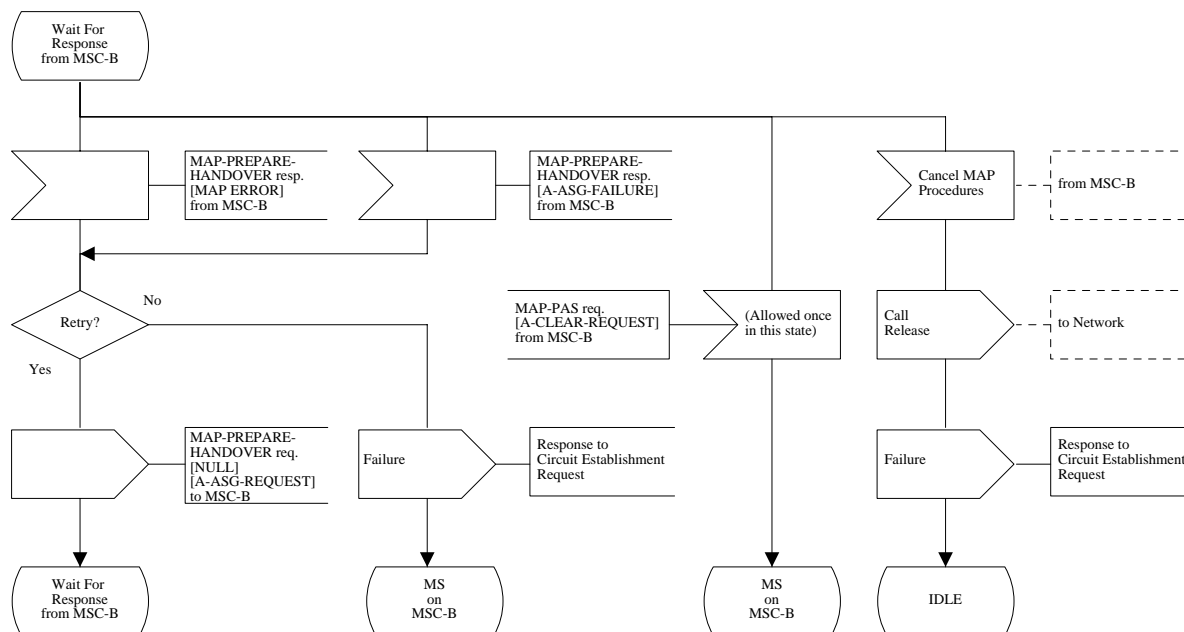 Wait For
Response
from MSC-B
MAP-PREPARE-
HANDOVER resp.
[MAP ERROR]
from MSC-B
MAP-PREPARE-
HANDOVER resp.
[A-ASG-FAILURE]
from MSC-B
Cancel MAP
Procedures
from MSC-B
Retry?
No
Yes
MAP-PAS req.
[A-CLEAR-REQUEST]
from MSC-B
(Allowed once
in this state)
Call
Release
to Network
MAP-PREPARE-
HANDOVER req.
[NULL]
[A-ASG-REQUEST]
to MSC-B
Failure
Response to
Circuit Establishment
Request
Failure
Response to
Circuit Establishment
Request
Wait For
Response
from MSC-B
MS
on
MSC-B
MS
on
MSC-B
IDLE